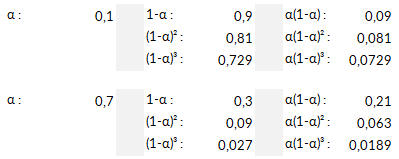 α : 0,1 1-α : 0,9 α(1-α) : 0,09
(1-α)² : 0,81 α(1-α)² : 0,081
(1-α)³ : 0,729 α(1-α)³ : 0,0729
α : 0,7 1-α : 0,3 α(1-α) : 0,21
(1-α)² : 0,09 α(1-α)² : 0,063
(1-α)³ : 0,027 α(1-α)³ : 0,0189